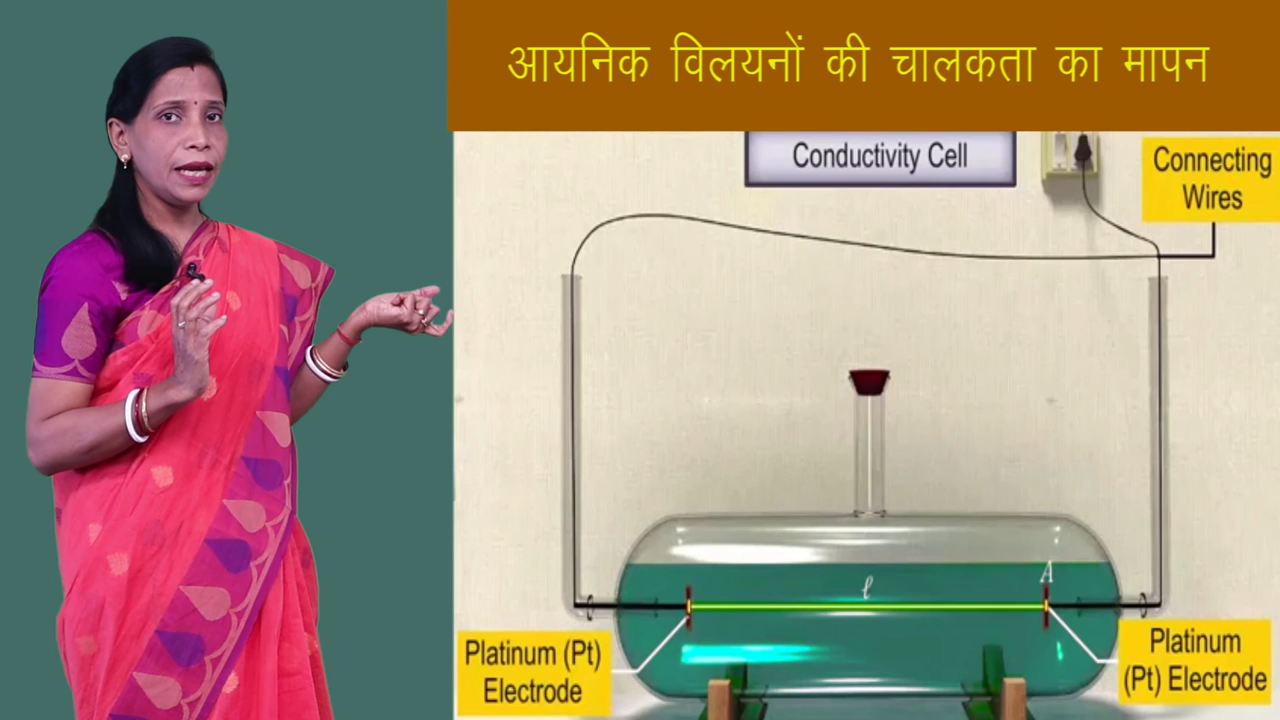 आयनिक विलयनों की चालकता का मापन
Conductivity Cell
Connecting
Wires
ℓ
A
Platinum (Pt)
Electrode
Platinum
(Pt) Electrode